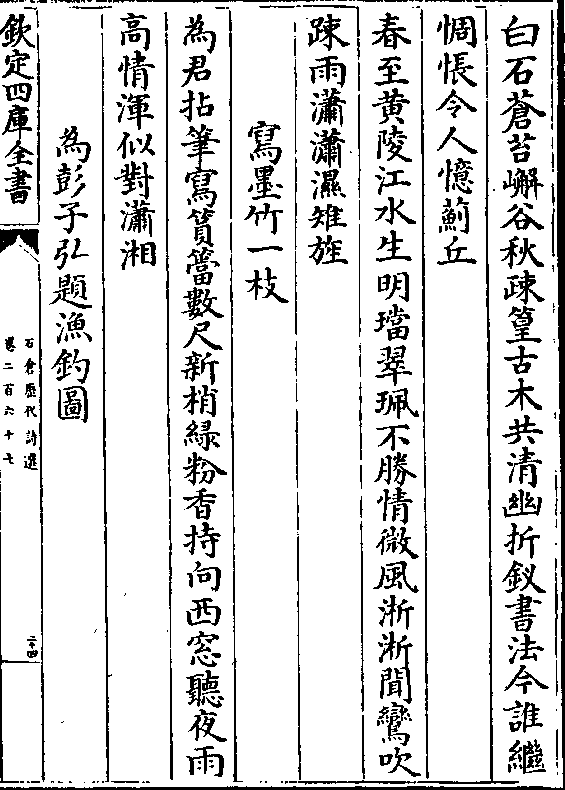 白石蒼苔嶰谷秋疎篁古木共清幽折釵書法今誰繼
惆悵令人憶薊丘
春至黄陵江水生明璫翠珮不勝情微風淅淅聞鸞吹
疎雨瀟瀟濕雉旌
寫墨竹一枝
為君拈筆寫篔簹數尺新梢緑粉香持向西窓聽夜雨
高情渾似對瀟湘
為彭子弘題漁釣圖
欽定四庫全書
石倉歷代詩選
卷二百六十七
二十四